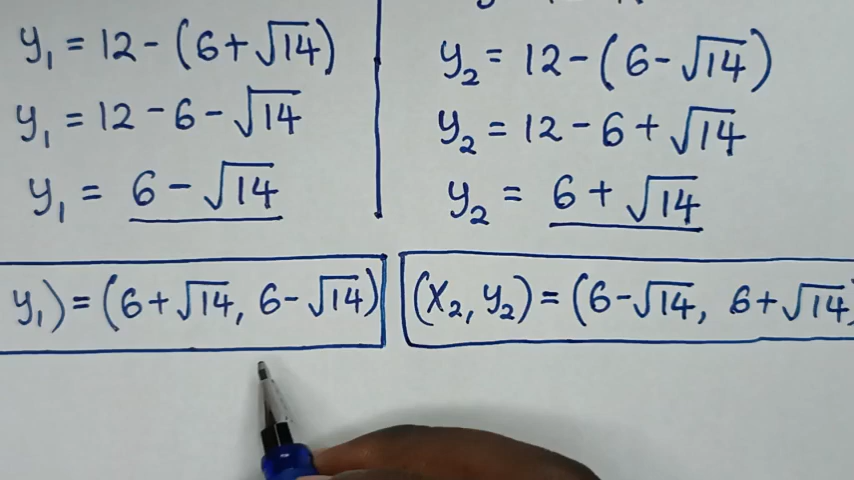 y₁ = 12 - (6 + √14)
y₁ = 12 - 6 - √14
y₁ = 6 - √14
y₂ = 12 - (6 - √14)
y₂ = 12 - 6 + √14
y₂ = 6 + √14
y₁) = (6 + √14, 6 - √14)
(x₂, y₂) = (6 - √14, 6 + √14)